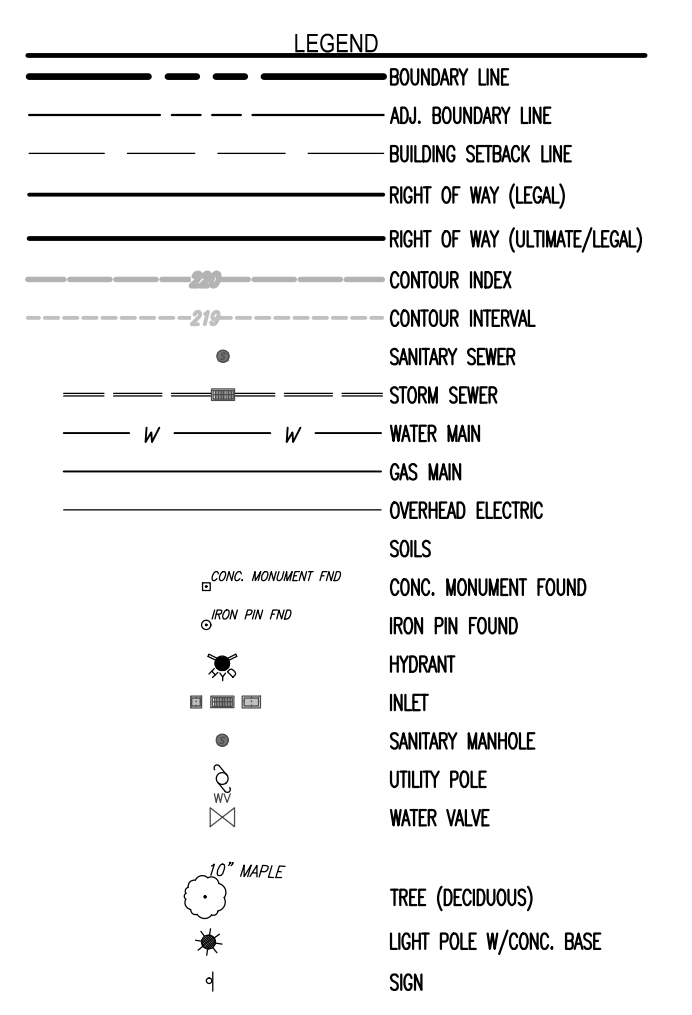 LEGEND
BOUNDARY LINE
ADJ. BOUNDARY LINE
BUILDING SETBACK LINE
RIGHT OF WAY (LEGAL)
RIGHT OF WAY (ULTIMATE/LEGAL)
220 CONTOUR INDEX
219 CONTOUR INTERVAL
S SANITARY SEWER
STORM SEWER
W W WATER MAIN
GAS MAIN
OVERHEAD ELECTRIC
SOILS
CONC. MONUMENT FND CONC. MONUMENT FOUND
IRON PIN FND IRON PIN FOUND
HYD HYDRANT
INLET
S SANITARY MANHOLE
UTILITY POLE
WV
WATER VALVE
10" MAPLE
TREE (DECIDUOUS)
LIGHT POLE W/CONC. BASE
SIGN